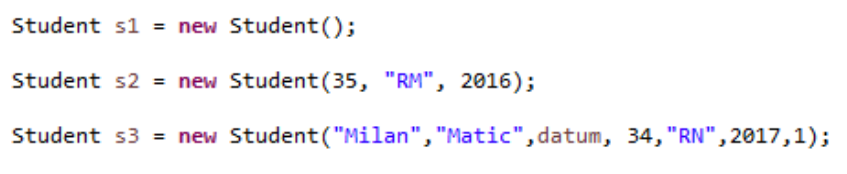 Student s1 = new Student();
Student s2 = new Student(35, "RM", 2016);
Student s3 = new Student("Milan","Matic",datum, 34,"RN",2017,1);